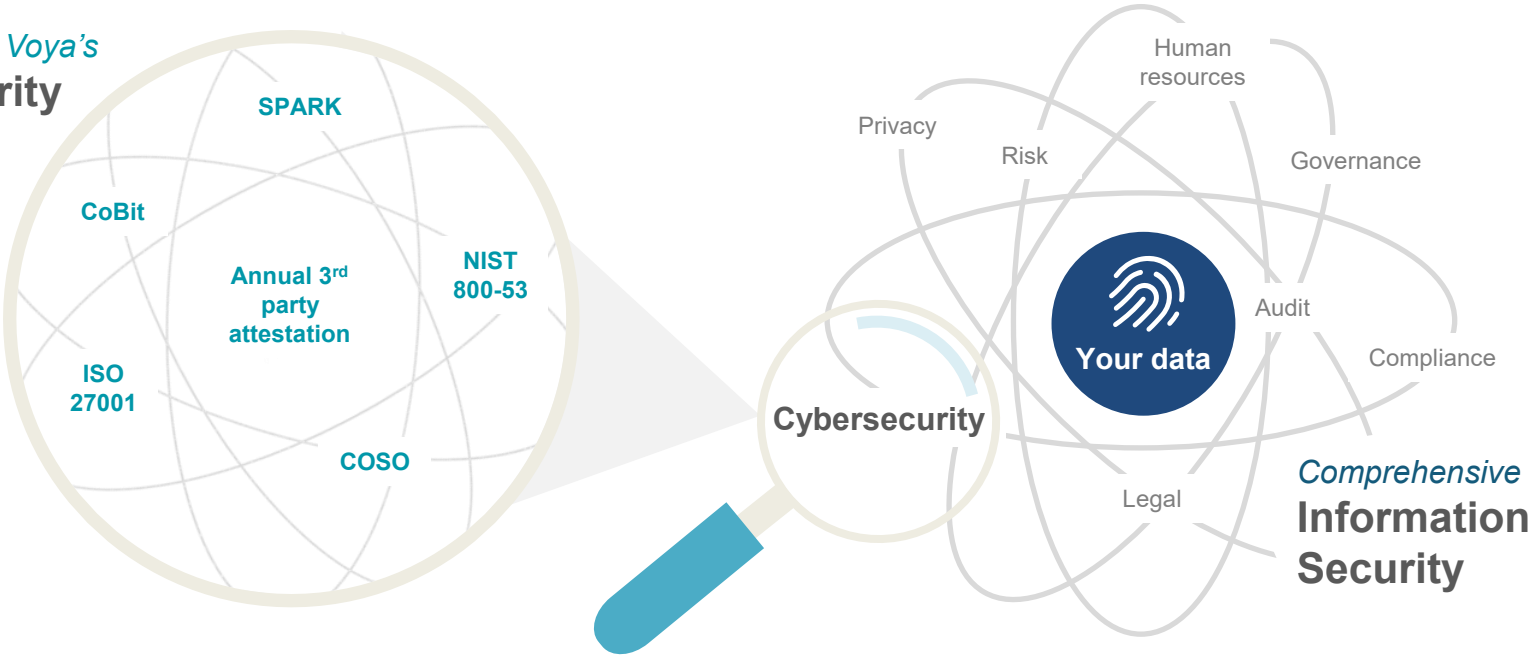 Voya's
rity
SPARK
CoBit
NIST
800-53
Annual 3rd
party
attestation
ISO
27001
COSO
Human
resources
Privacy
Risk
Governance
Your data
Audit
Compliance
Cybersecurity
Legal
Comprehensive
Information
Security